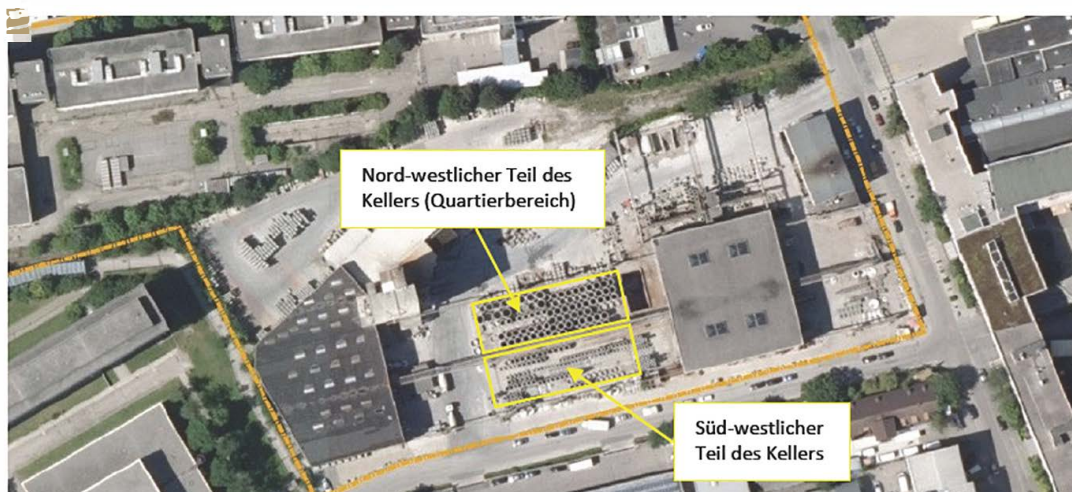 Nord-westlicher Teil des
Kellers (Quartierbereich)
Süd-westlicher
Teil des Kellers